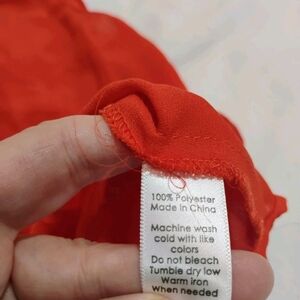 100% Polyester
Made in China
Machine wash
cold with like
colors
Do not bleach
Tumble dry low
Warm iron
When needed